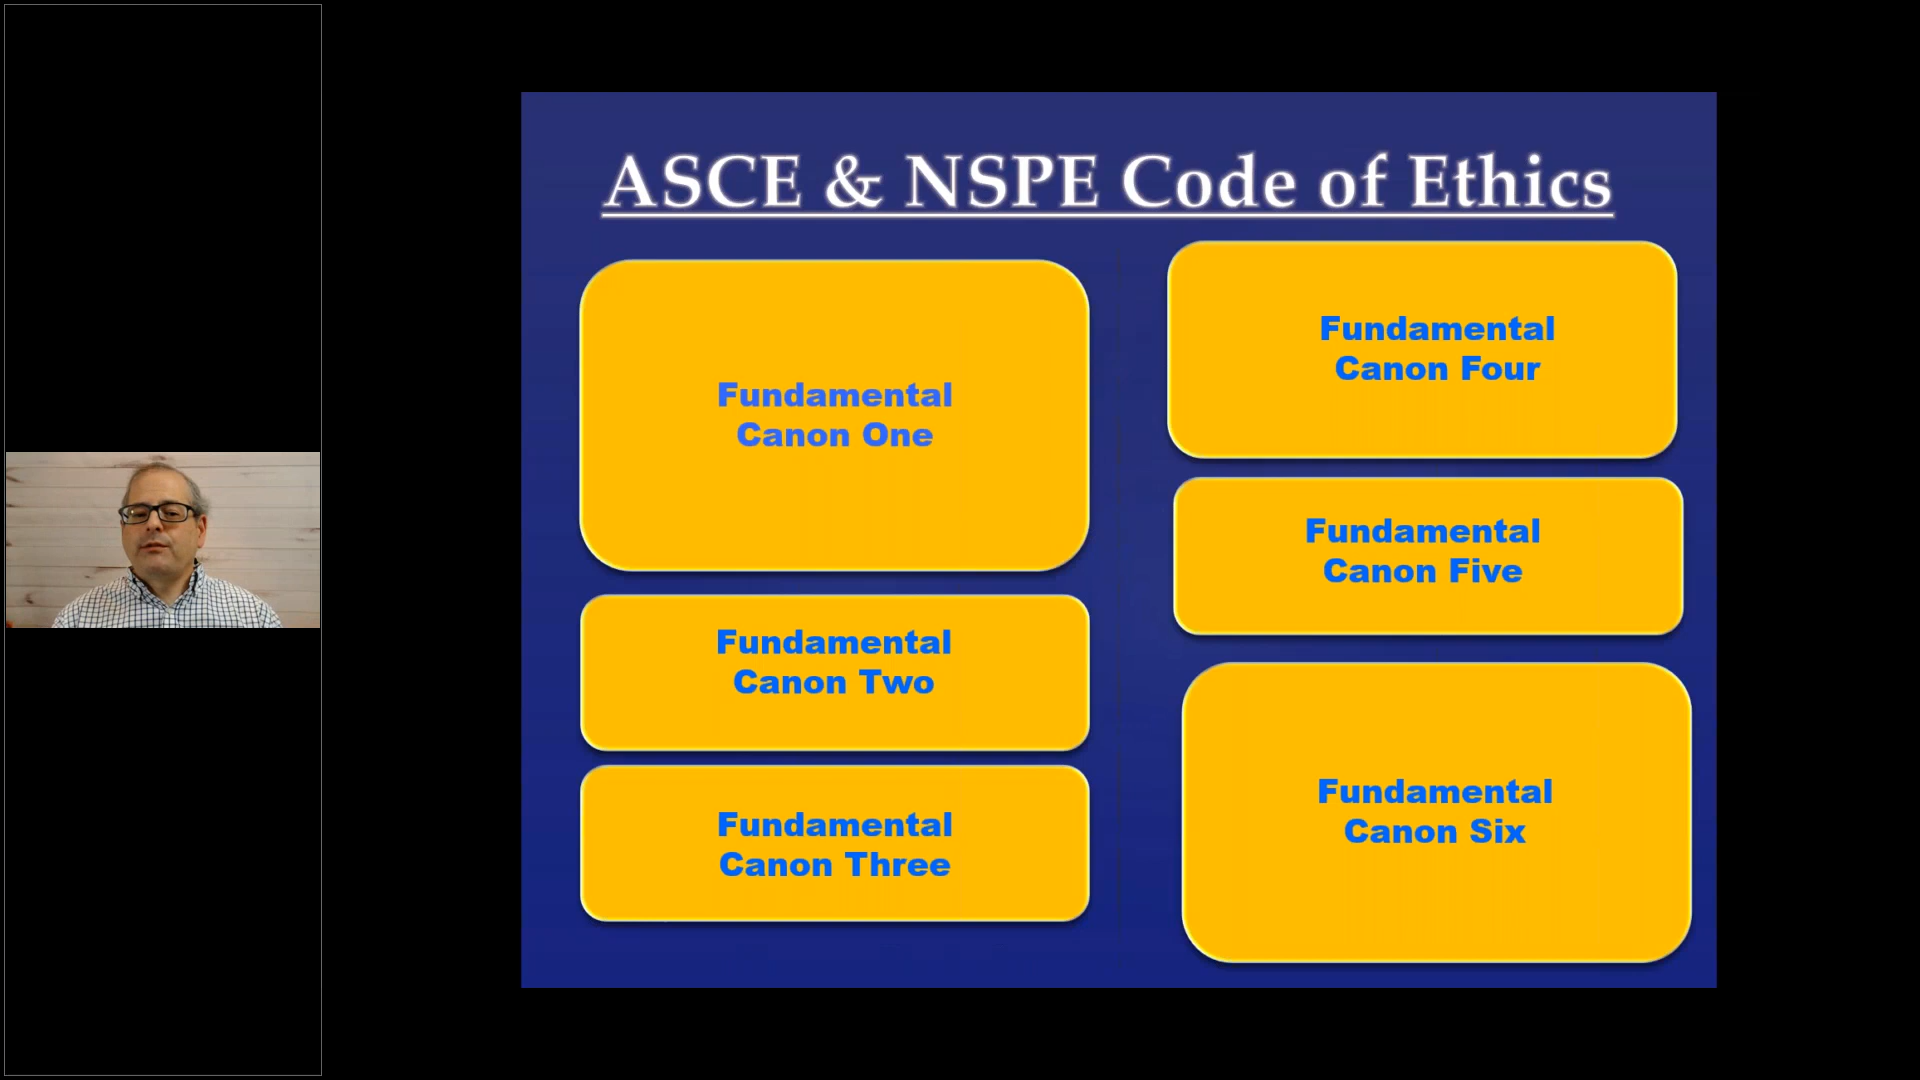 ASCE & NSPE Code of Ethics
Fundamental
Canon One
Fundamental
Canon Two
Fundamental
Canon Three
Fundamental
Canon Four
Fundamental
Canon Five
Fundamental
Canon Six